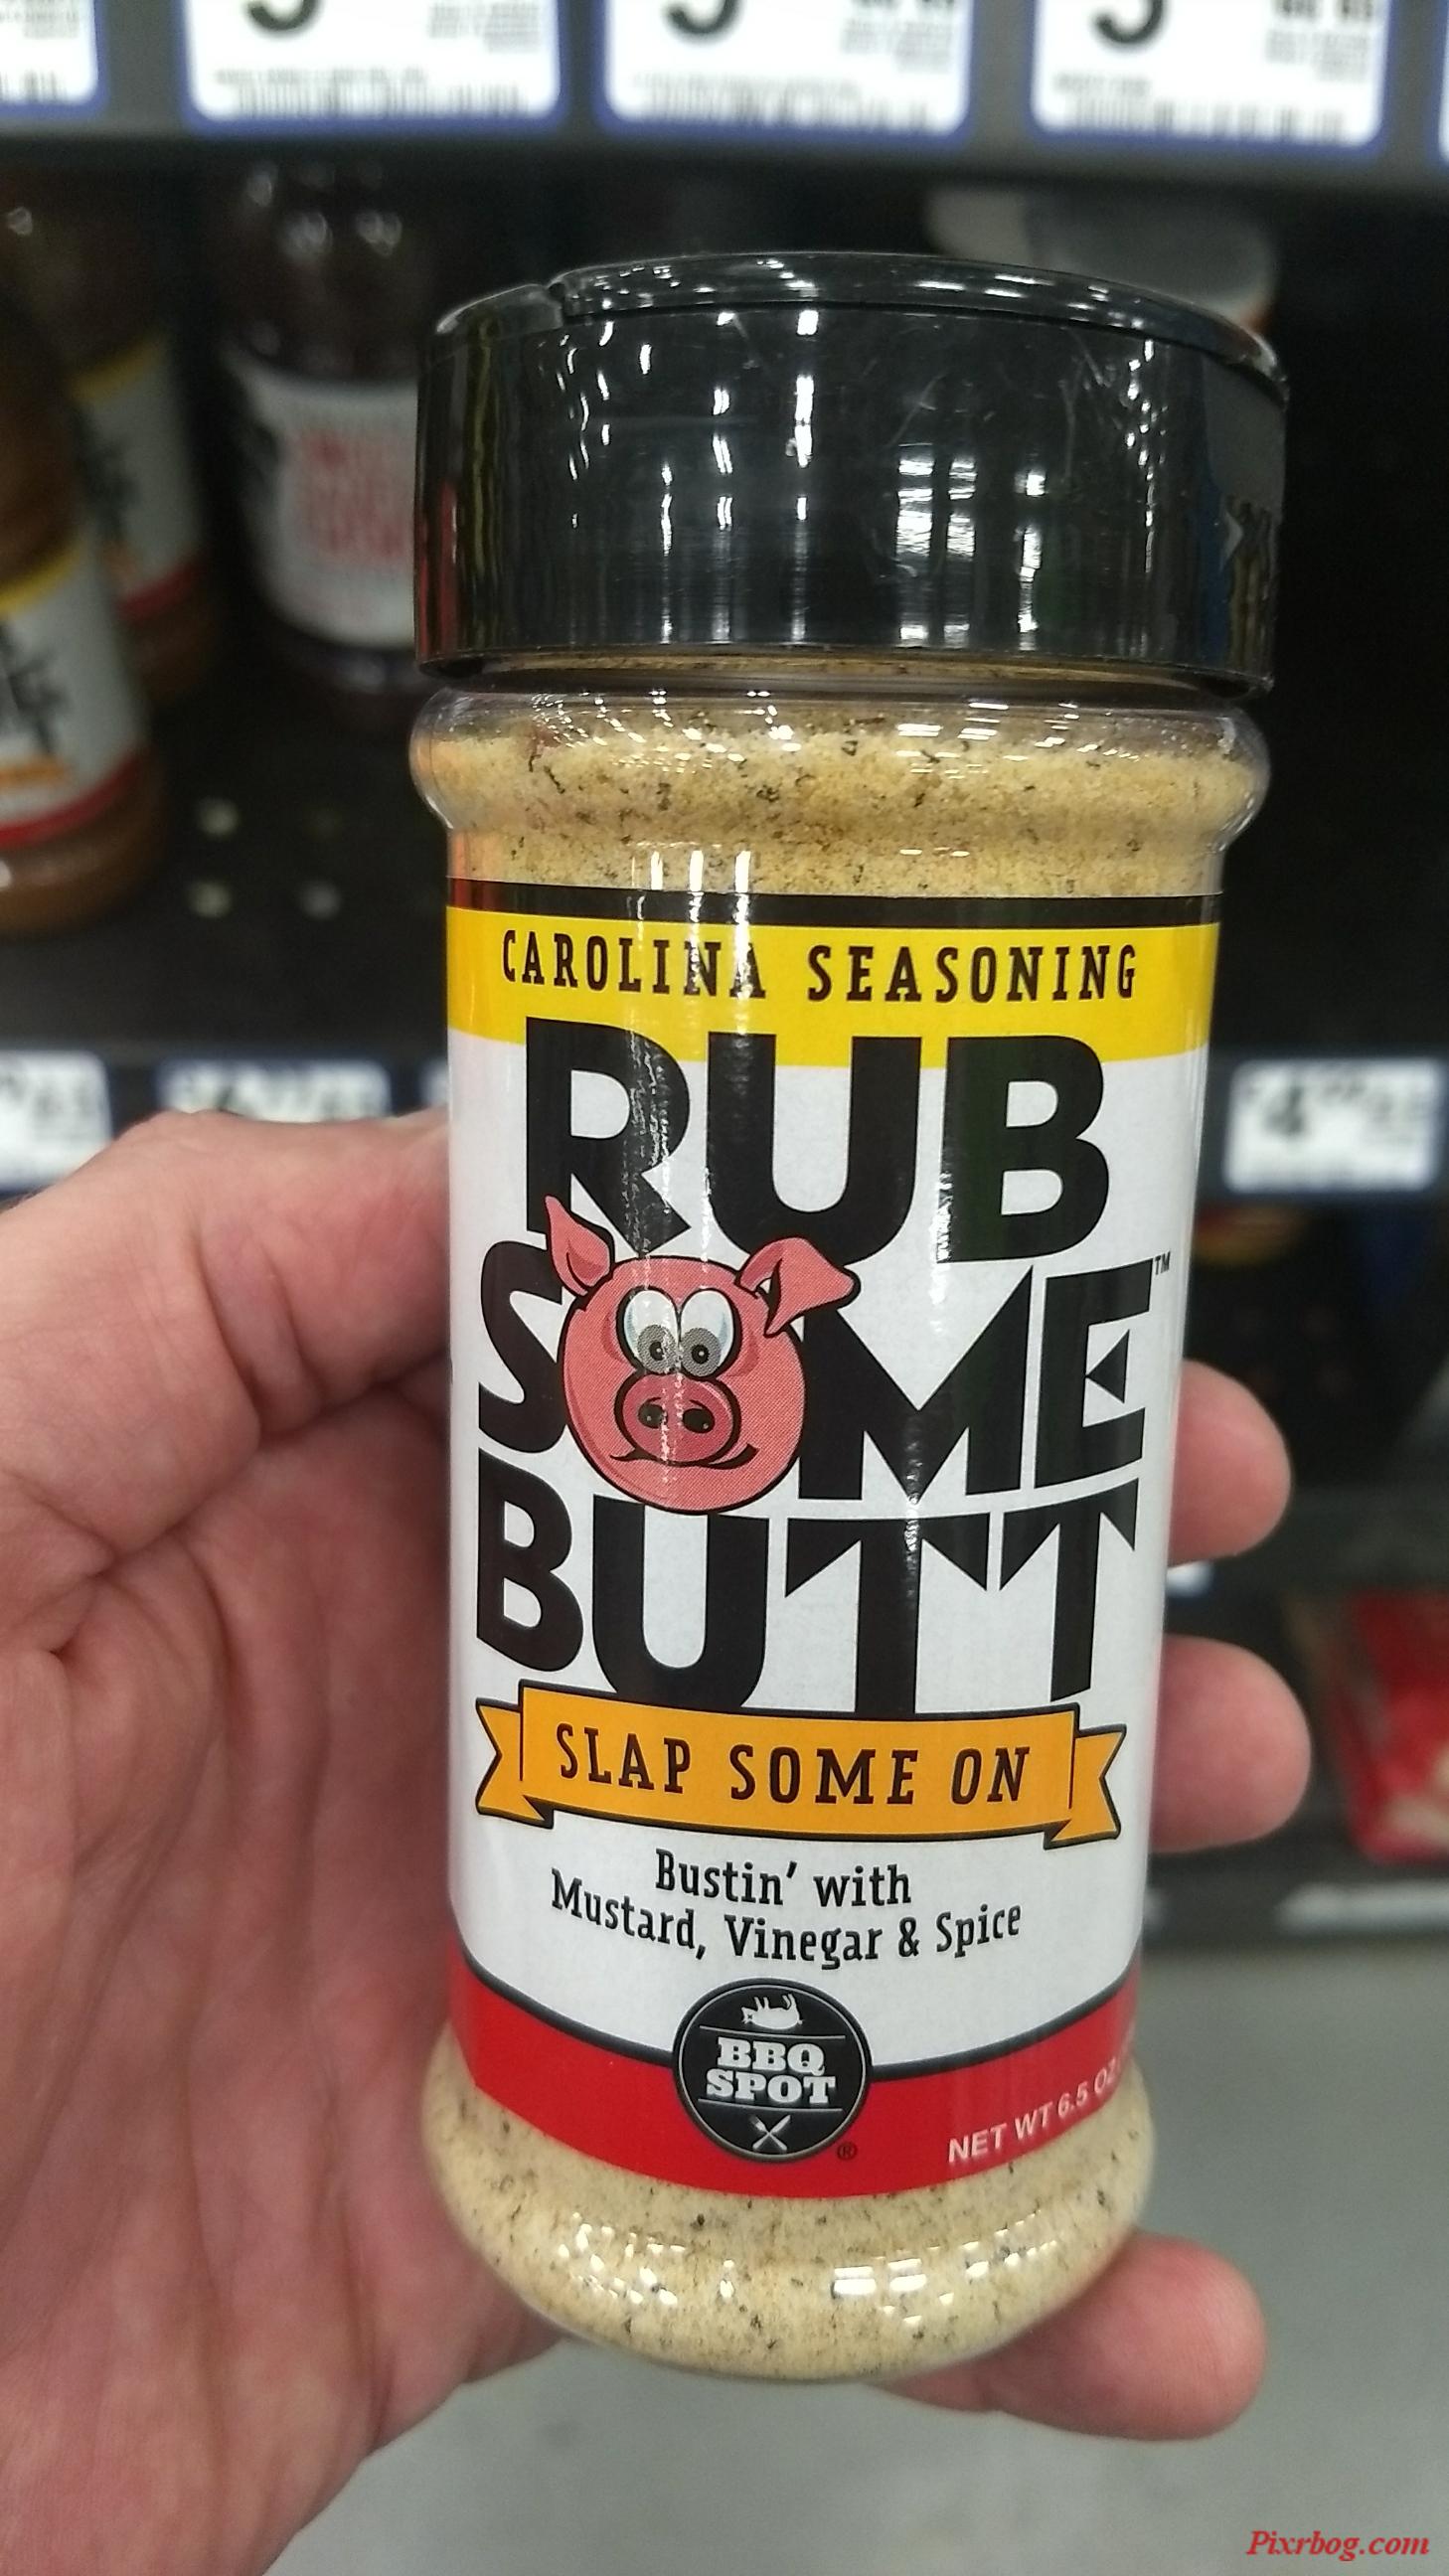 CAROLINA SEASONING
RUB
SOME™
BUTT
SLAP SOME ON
Bustin' with
Mustard, Vinegar & Spice
BBQ
SPOT
®
NET WT 6.5 OZ
Pixrbog.com